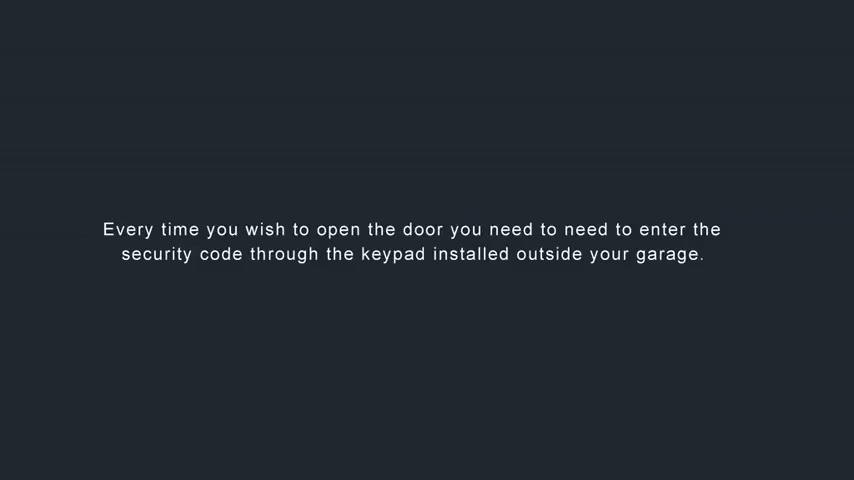 Every time you wish to open the door you need to need to enter the
security code through the keypad installed outside your garage.